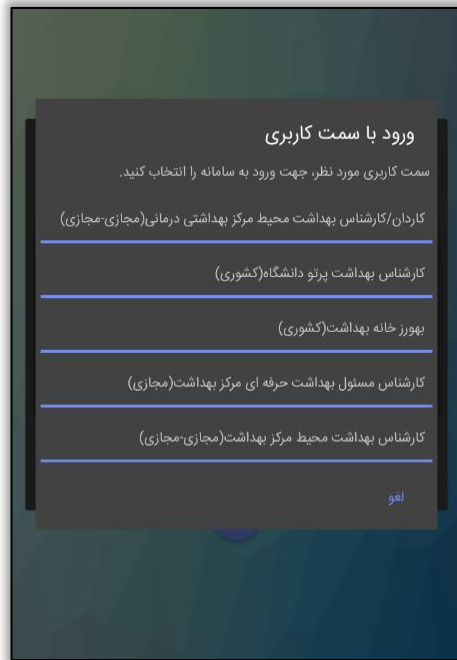 ورود با سمت کاربری
سمت کاربری مورد نظر، جهت ورود به سامانه را انتخاب کنید.
کاردان/کارشناس بهداشت محیط مرکز بهداشتی درمانی(مجازی-مجازی)
کارشناس بهداشت پرتو دانشگاه(کشوری)
بهورز خانه بهداشت(کشوری)
کارشناس مسئول بهداشت حرفه ای مرکز بهداشت(مجازی)
کارشناس بهداشت محیط مرکز بهداشت(مجازی-مجازی)
لغو